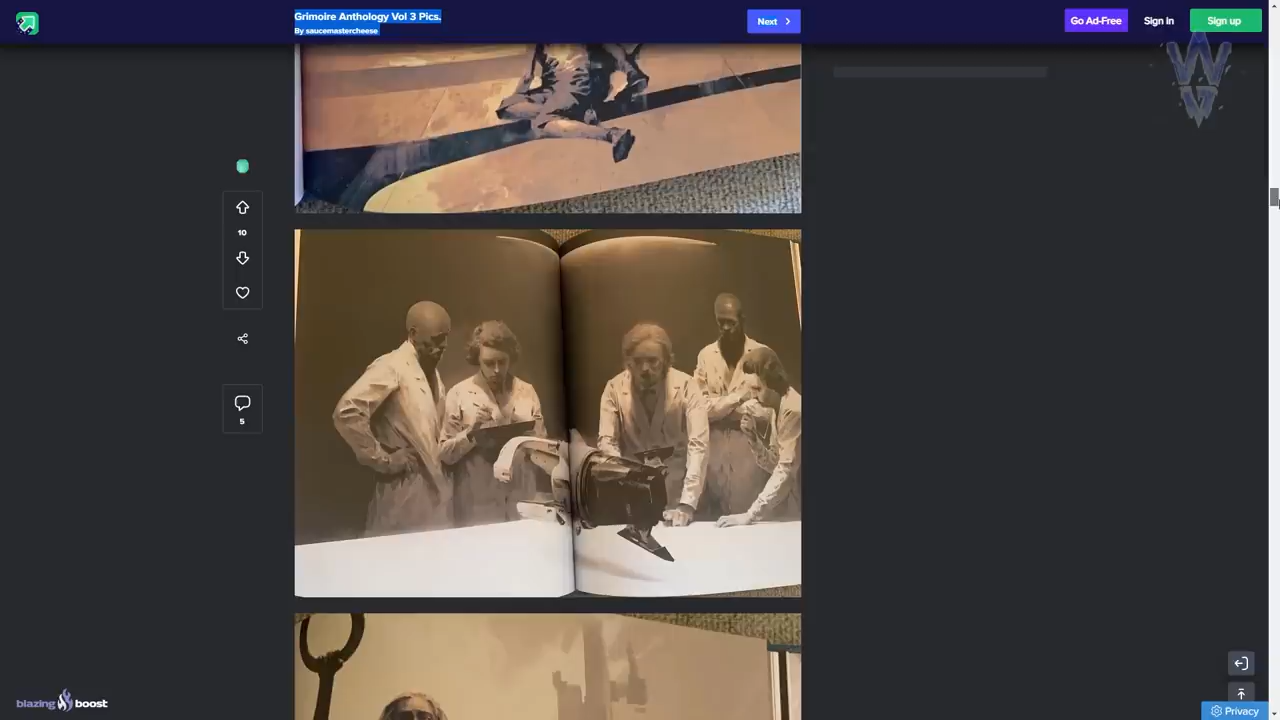 Grimoire Anthology Vol 3 Pics.
By saucemastercheese
Next
Go Ad-Free
Sign in
Sign up
10
5
blazing boost
Privacy